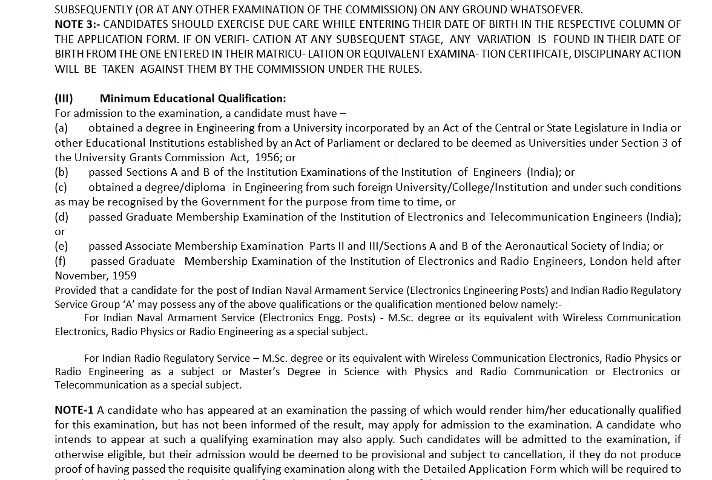 SUBSEQUENTLY (OR AT ANY OTHER EXAMINATION OF THE COMMISSION) ON ANY GROUND WHATSOEVER.
NOTE 3:- CANDIDATES SHOULD EXERCISE DUE CARE WHILE ENTERING THEIR DATE OF BIRTH IN THE RESPECTIVE COLUMN OF
THE APPLICATION FORM. IF ON VERIFI- CATION AT ANY SUBSEQUENT STAGE, ANY VARIATION IS FOUND IN THEIR DATE OF
BIRTH FROM THE ONE ENTERED IN THEIR MATRICU- LATION OR EQUIVALENT EXAMINA- TION CERTIFICATE, DISCIPLINARY ACTION
WILL BE TAKEN AGAINST THEM BY THE COMMISSION UNDER THE RULES.
(III) Minimum Educational Qualification:
For admission to the examination, a candidate must have –
(a) obtained a degree in Engineering from a University incorporated by an Act of the Central or State Legislature in India or
other Educational Institutions established by an Act of Parliament or declared to be deemed as Universities under Section 3 of
the University Grants Commission Act, 1956; or
(b) passed Sections A and B of the Institution Examinations of the Institution of Engineers (India); or
(c) obtained a degree/diploma in Engineering from such foreign University/College/Institution and under such conditions
as may be recognised by the Government for the purpose from time to time, or
(d) passed Graduate Membership Examination of the Institution of Electronics and Telecommunication Engineers (India);
or
(e) passed Associate Membership Examination Parts II and III/Sections A and B of the Aeronautical Society of India; or
(f) passed Graduate Membership Examination of the Institution of Electronics and Radio Engineers, London held after
November, 1959
Provided that a candidate for the post of Indian Naval Armament Service (Electronics Engineering Posts) and Indian Radio Regulatory
Service Group ‘A’ may possess any of the above qualifications or the qualification mentioned below namely:-
For Indian Naval Armament Service (Electronics Engg. Posts) - M.Sc. degree or its equivalent with Wireless Communication
Electronics, Radio Physics or Radio Engineering as a special subject.
For Indian Radio Regulatory Service – M.Sc. degree or its equivalent with Wireless Communication Electronics, Radio Physics or
Radio Engineering as a subject or Master’s Degree in Science with Physics and Radio Communication or Electronics or
Telecommunication as a special subject.
NOTE-1 A candidate who has appeared at an examination the passing of which would render him/her educationally qualified
for this examination, but has not been informed of the result, may apply for admission to the examination. A candidate who
intends to appear at such a qualifying examination may also apply. Such candidates will be admitted to the examination, if
otherwise eligible, but their admission would be deemed to be provisional and subject to cancellation, if they do not produce
proof of having passed the requisite qualifying examination along with the Detailed Application Form which will be required to